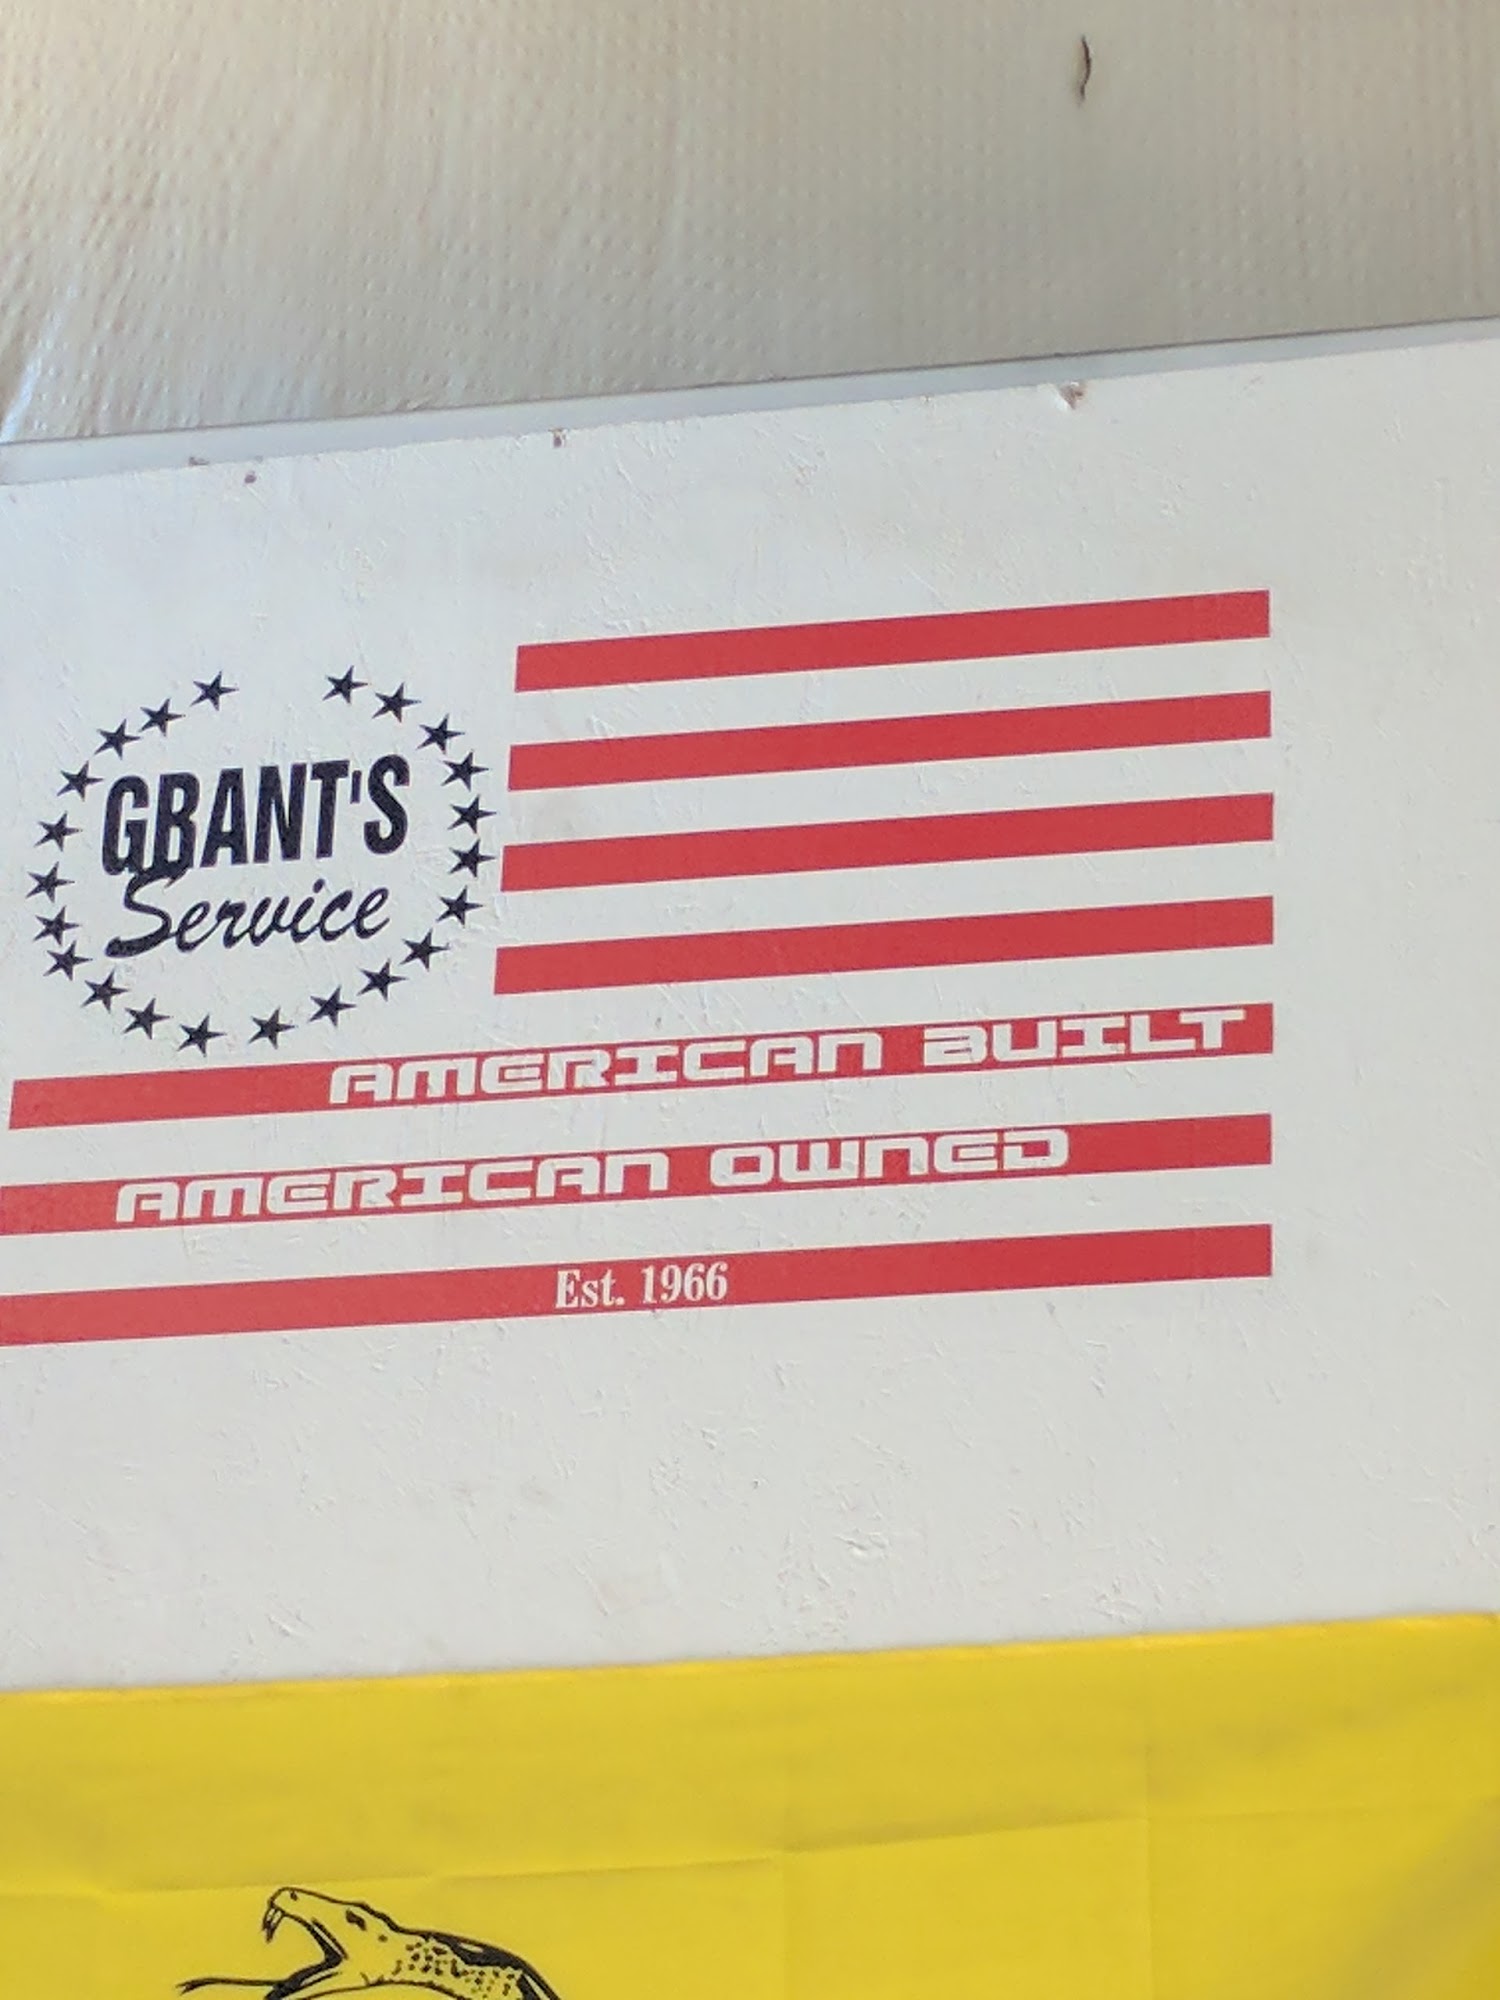 GRANT'S
Service
AMERICAN BUILT
AMERICAN OWNED
Est. 1966